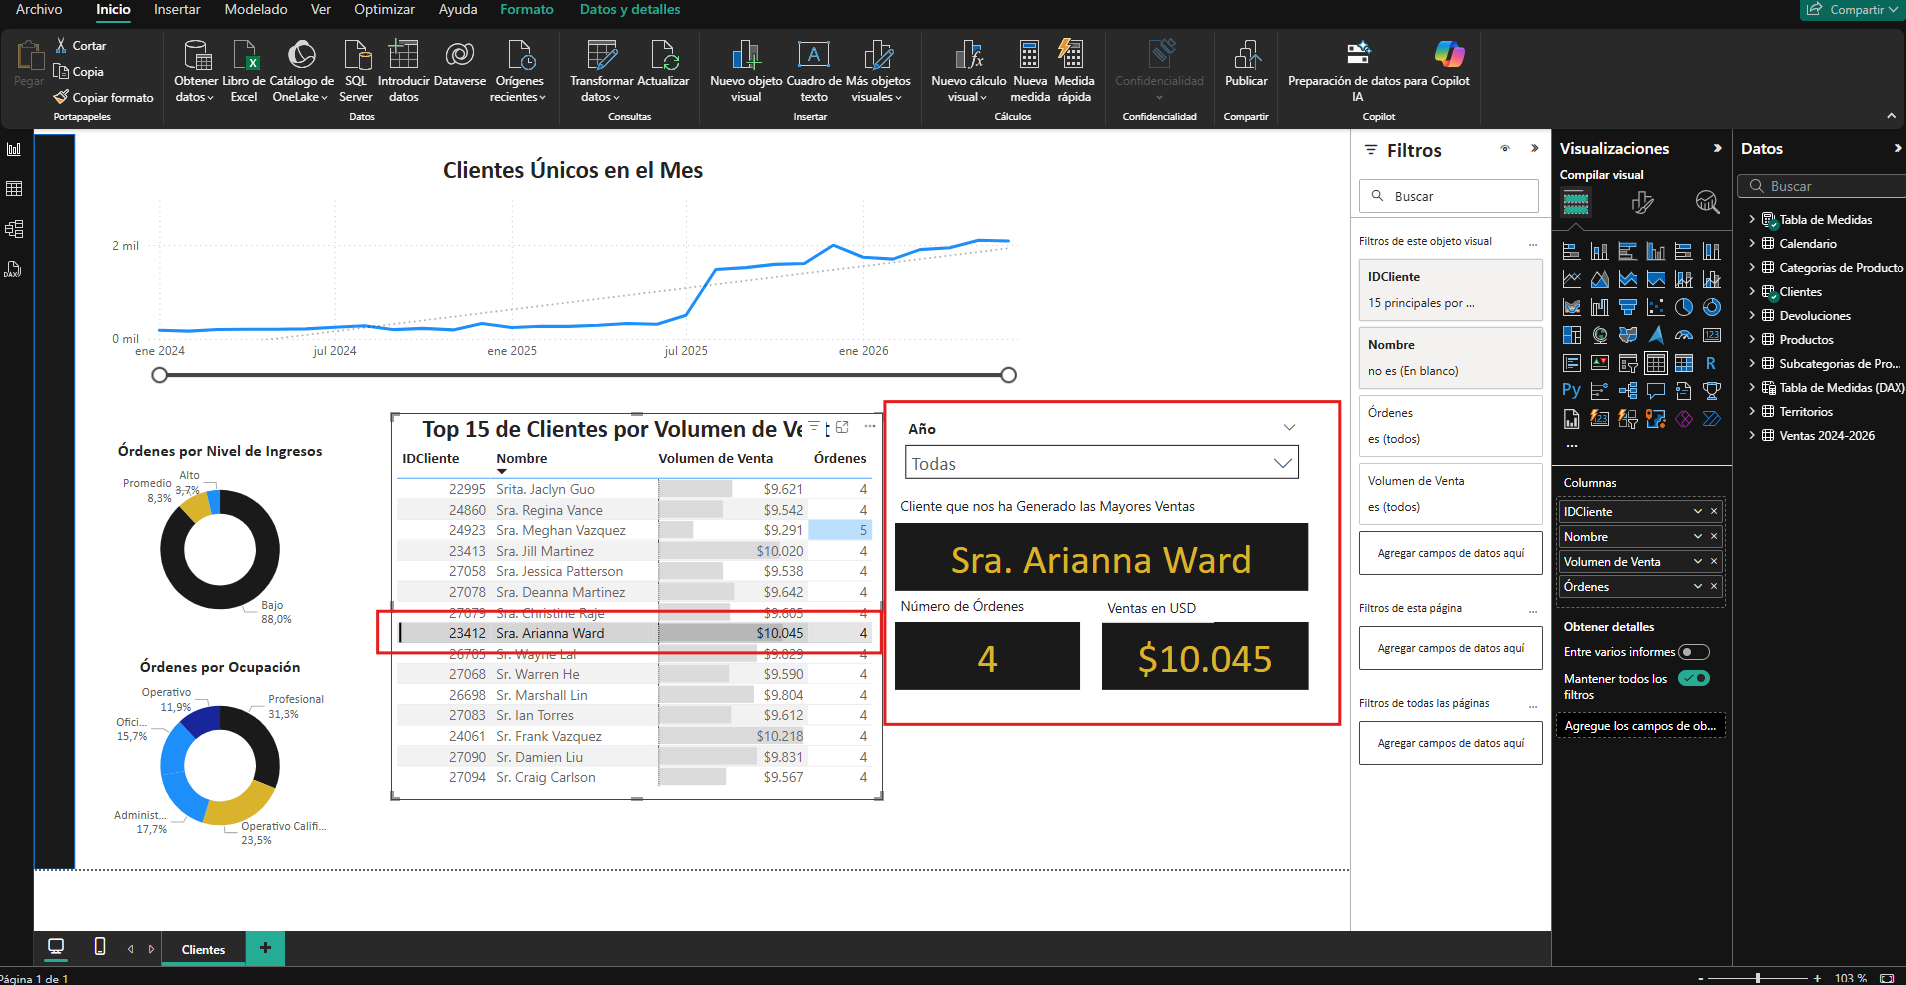 Archivo
Inicio
Insertar
Modelado
Ver
Optimizar
Ayuda
Formato
Datos y detalles
Compartir
Pegar
Cortar
Copia
Copiar formato
Portapapeles
Obtener datos
Libro de Excel
Catálogo de OneLake
SQL Server
Introducir datos
Dataverse
Orígenes recientes
Datos
Transformar datos
Actualizar
Consultas
Nuevo objeto visual
Cuadro de texto
Más objetos visuales
Insertar
Nuevo cálculo visual
Nueva medida
Medida rápida
Cálculos
Confidencialidad
Confidencialidad
Publicar
Compartir
Preparación de datos para IA
Copilot
Copilot
Clientes Únicos en el Mes
2 mil
0 mil
ene 2024
jul 2024
ene 2025
jul 2025
ene 2026
Órdenes por Nivel de Ingresos
Promedio 8,3%
Alto 3,7%
Bajo 88,0%
Órdenes por Ocupación
Operativo 11,9%
Profesional 31,3%
Ofici... 15,7%
Administ... 17,7%
Operativo Califi... 23,5%
Top 15 de Clientes por Volumen de Ve
IDCliente Nombre Volumen de Venta Órdenes
22995 Srita. Jaclyn Guo $9.621 4
24860 Sra. Regina Vance $9.542 4
24923 Sra. Meghan Vazquez $9.291 5
23413 Sra. Jill Martinez $10.020 4
27058 Sra. Jessica Patterson $9.538 4
27078 Sra. Deanna Martinez $9.642 4
27079 Sra. Christine Raje $9.605 4
23412 Sra. Arianna Ward $10.045 4
26705 Sr. Wayne Lal $9.829 4
27068 Sr. Warren He $9.590 4
26698 Sr. Marshall Lin $9.804 4
27083 Sr. Ian Torres $9.612 4
24061 Sr. Frank Vazquez $10.218 4
27090 Sr. Damien Liu $9.831 4
27094 Sr. Craig Carlson $9.567 4
Año
Todas
Cliente que nos ha Generado las Mayores Ventas
Sra. Arianna Ward
Número de Órdenes
4
Ventas en USD
$10.045
Filtros
Buscar
Filtros de este objeto visual ...
IDCliente
15 principales por ...
Nombre
no es (En blanco)
Órdenes
es (todos)
Volumen de Venta
es (todos)
Agregar campos de datos aquí
Filtros de esta página ...
Agregar campos de datos aquí
Filtros de todas las páginas ...
Agregar campos de datos aquí
Visualizaciones
Compilar visual
123
R
Py
...
Columnas
IDCliente
Nombre
Volumen de Venta
Órdenes
Obtener detalles
Entre varios informes
Mantener todos los
filtros
Agregue los campos de ob...
Datos
Buscar
Tabla de Medidas
Calendario
Categorias de Producto
Clientes
Devoluciones
Productos
Subcategorias de Pro...
Tabla de Medidas (DAX)
Territorios
Ventas 2024-2026
DAX
Clientes
+
Página 1 de 1
- + 103 %